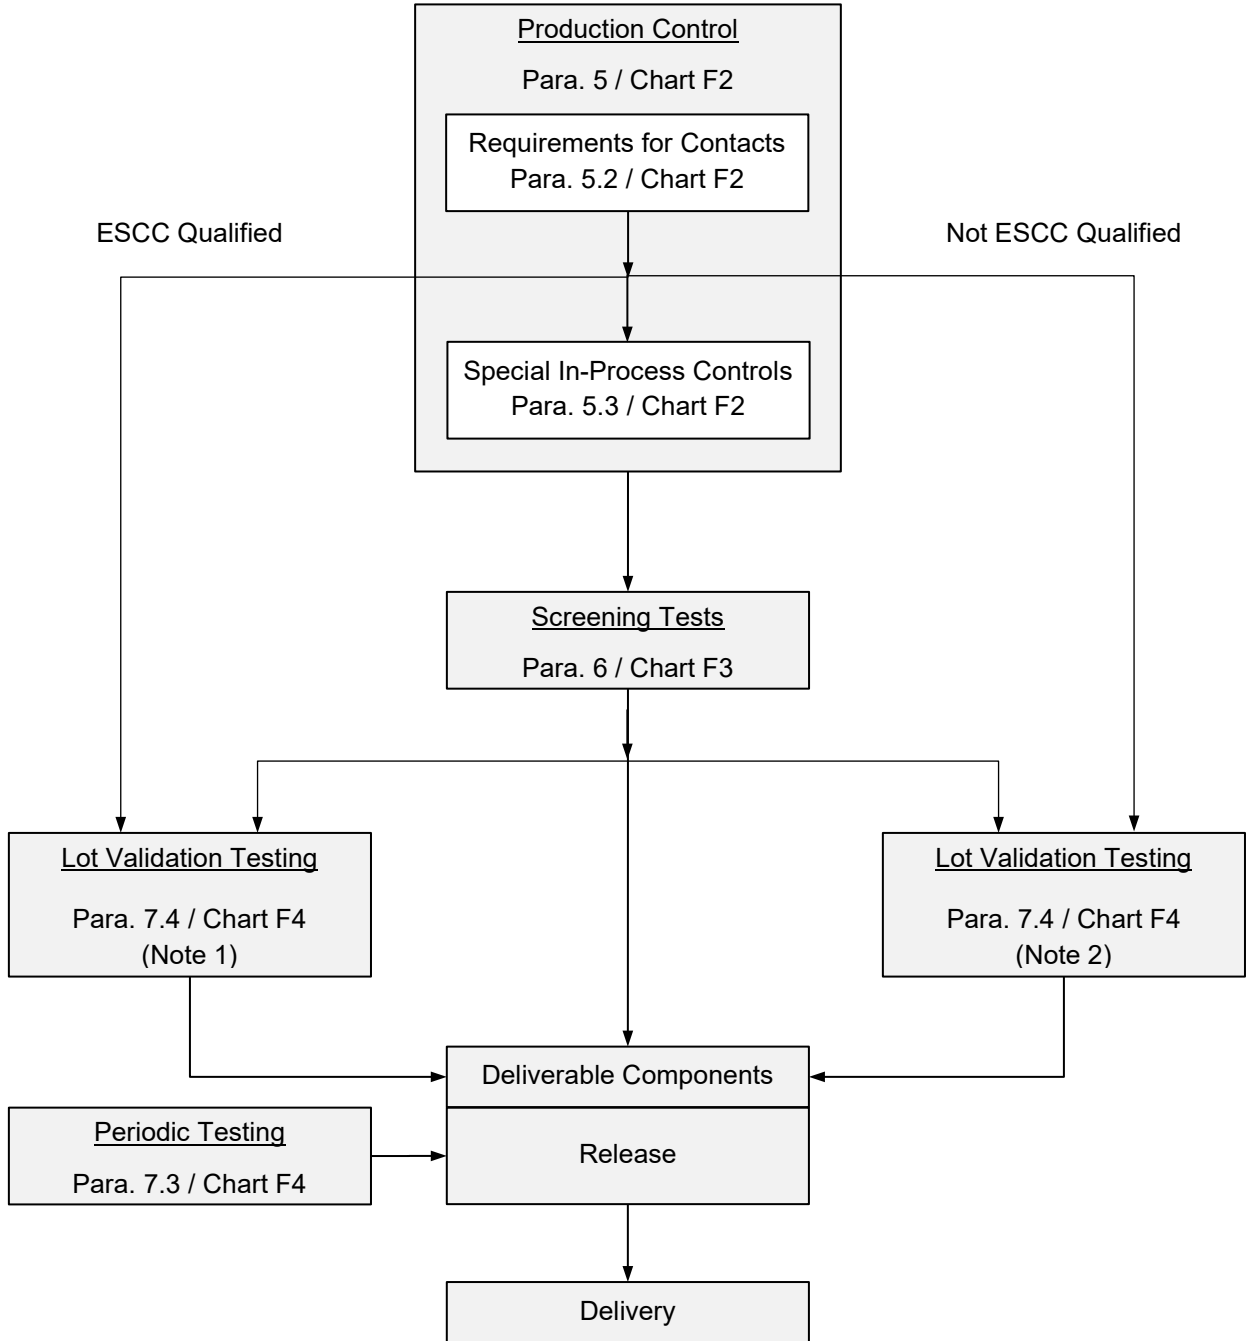 Production Control
Para. 5 / Chart F2
Requirements for Contacts
Para. 5.2 / Chart F2
ESCC Qualified
Not ESCC Qualified
Special In-Process Controls
Para. 5.3 / Chart F2
Screening Tests
Para. 6 / Chart F3
Lot Validation Testing
Para. 7.4 / Chart F4
(Note 1)
Lot Validation Testing
Para. 7.4 / Chart F4
(Note 2)
Deliverable Components
Periodic Testing
Para. 7.3 / Chart F4
Release
Delivery